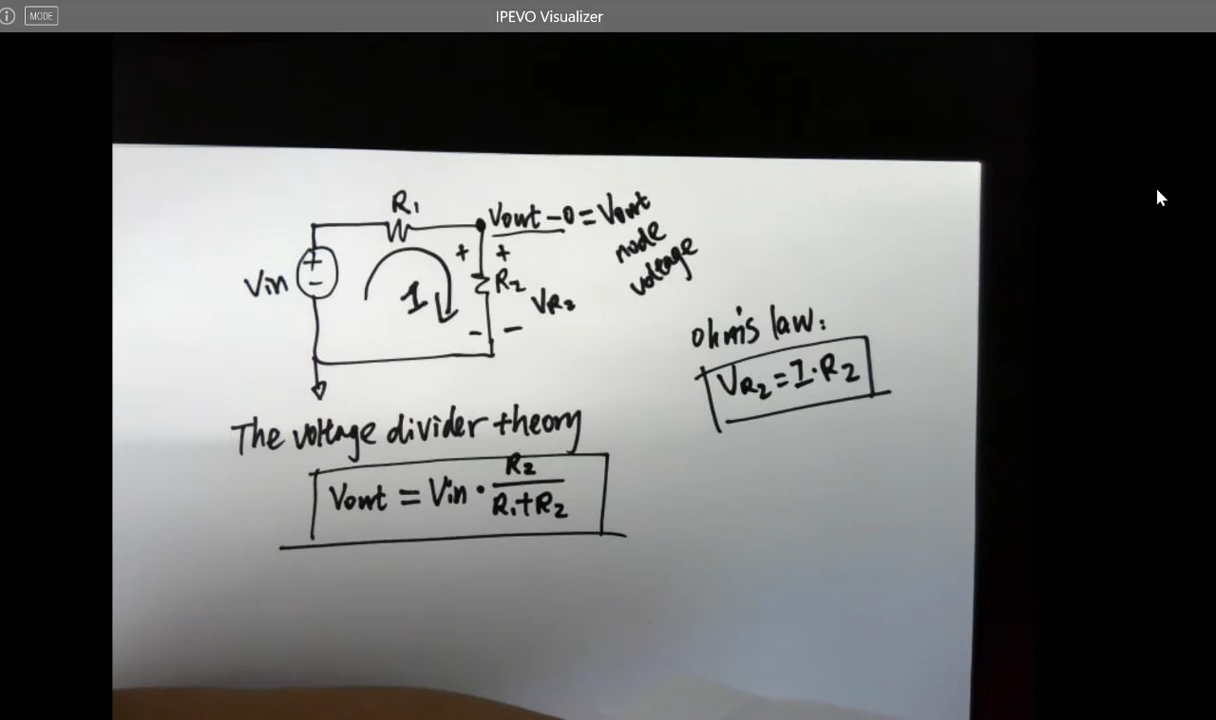 MODE
IPEVO Visualizer
R1
Vout-0=Vout
node
voltage
+ +
+
-
Vin
I
R2
VR2
- -
ohm's law:
VR2=I·R2
The voltage divider theory
Vout = Vin · R2
R1+R2